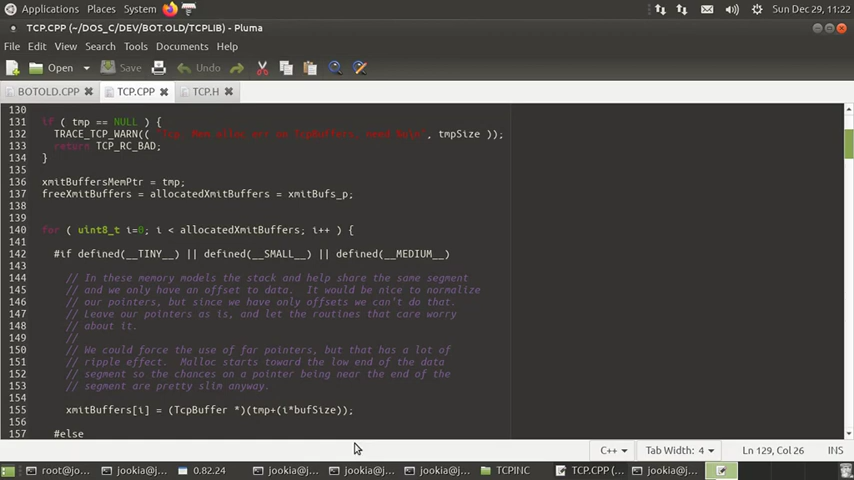 Applications Places System Sun Dec 29, 11:22
TCP.CPP (~/DOS_C/DEV/BOT.OLD/TCPLIB) - Pluma
File Edit View Search Tools Documents Help
Open Save Undo
BOTOLD.CPP TCP.CPP TCP.H
130
131 if ( tmp == NULL ) {
132 TRACE_TCP_WARN(( "Tcp: Mem alloc err on TcpBuffers, need %u\n", tmpSize ));
133 return TCP_RC_BAD;
134 }
135
136 xmitBuffersMemPtr = tmp;
137 freeXmitBuffers = allocatedXmitBuffers = xmitBufs_p;
138
139
140 for ( uint8_t i=0; i < allocatedXmitBuffers; i++ ) {
141
142 #if defined(__TINY__) || defined(__SMALL__) || defined(__MEDIUM__)
143
144 // In these memory models the stack and help share the same segment
145 // and we only have an offset to data. It would be nice to normalize
146 // our pointers, but since we have only offsets we can't do that.
147 // Leave our pointers as is, and let the routines that care worry
148 // about it.
149 //
150 // We could force the use of far pointers, but that has a lot of
151 // ripple effect. Malloc starts toward the low end of the data
152 // segment so the chances on a pointer being near the end of the
153 // segment are pretty slim anyway.
154
155 xmitBuffers[i] = (TcpBuffer *)(tmp+(i*bufSize));
156
157 #else
C++ Tab Width: 4 Ln 129, Col 26 INS
root@jo... jookia@j... 0.82.24 jookia@j... jookia@j... jookia@j... TCPINC TCP.CPP (... jookia@j...